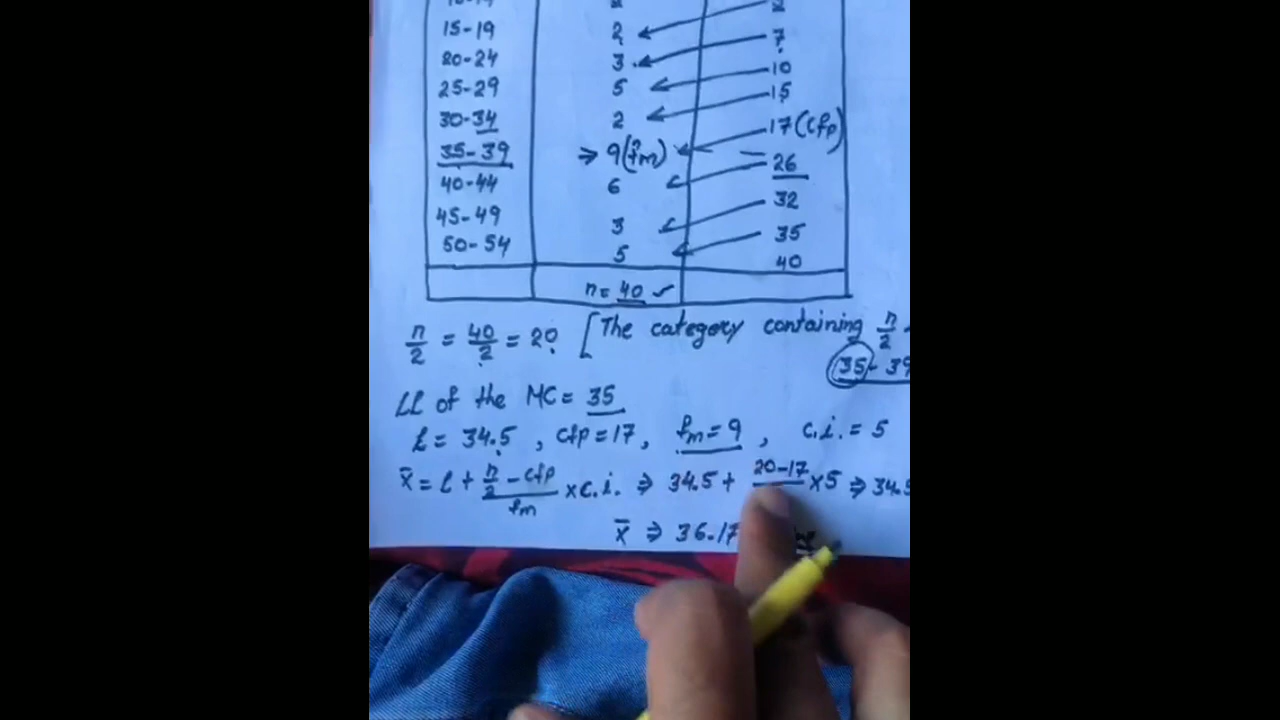 2 2
15-19 2 7
20-24 3 10
25-29 5 15
30-34 2 17 (cfp)
35-39 ⇒ 9 (fm) 26
40-44 6 32
45-49 3 35
50-54 5 40
n = 40 ✓
n/2 = 40/2 = 20 [The category containing n/2
35-39
LL of the MC = 35
L = 34.5 , cfp = 17, fm = 9 , c.i. = 5
x̄ = L + (n/2 - cfp)/fm × c.i. ⇒ 34.5 + 20-17 × 5 ⇒ 34.5
x̄ ⇒ 36.17